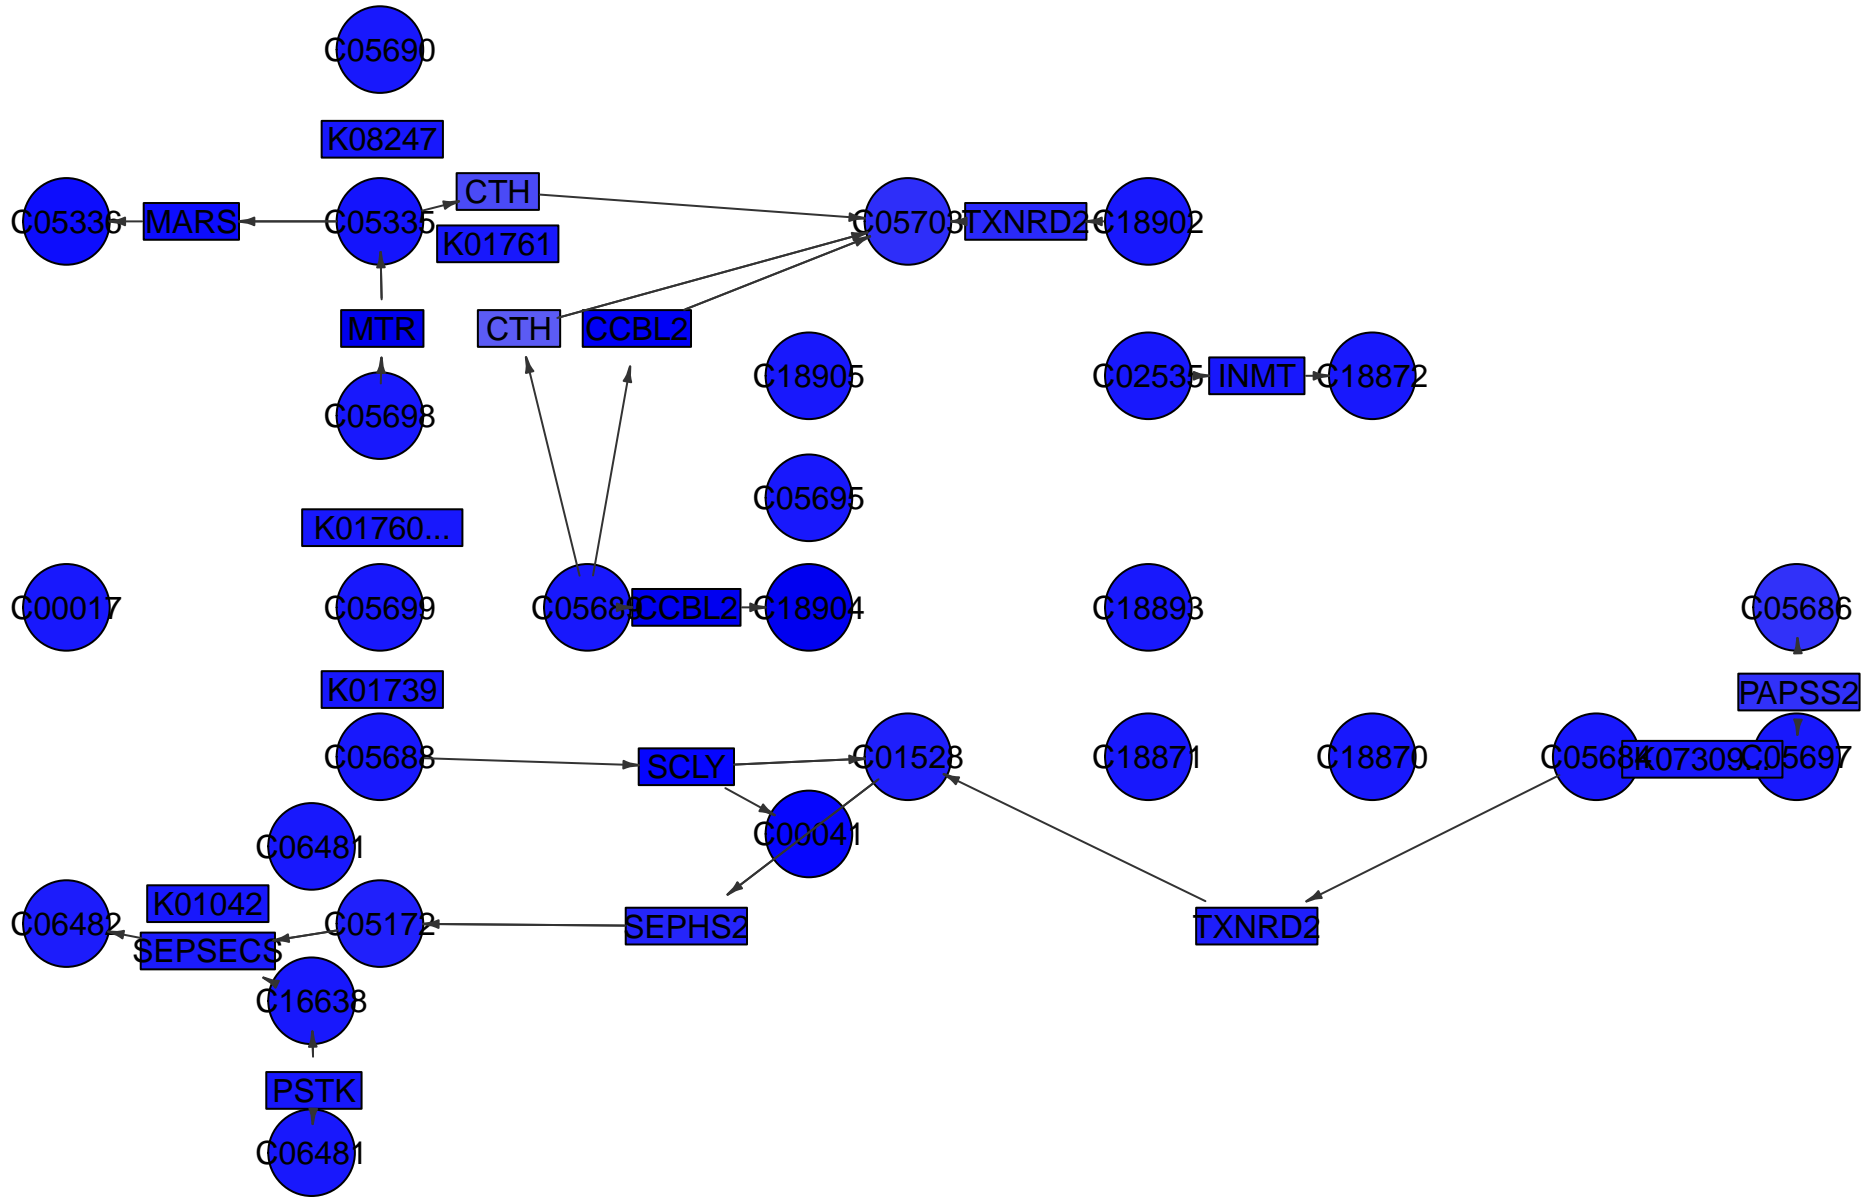 C05690
K08247
CTH
C05336
MARS
C05335
C05703
TXNRD2
C18902
K01761
MTR
CTH
CCBL2
C18905
C02535
INMT
C18872
C05698
C05695
K01760...
C00017
C05699
C05689
CCBL2
C18904
C18893
C05686
K01739
PAPSS2
C05688
SCLY
C01528
C18871
C18870
C05684
K07309...
C05697
C00041
C06481
K01042
C06482
C05172
SEPHS2
TXNRD2
SEPSECS
C16638
PSTK
C06481